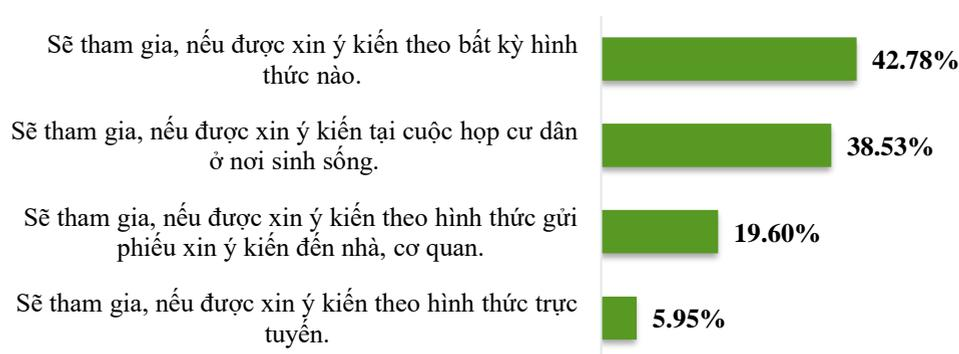 Sẽ tham gia, nếu được xin ý kiến theo bất kỳ hình
thức nào.
42.78%
Sẽ tham gia, nếu được xin ý kiến tại cuộc họp cư dân
ở nơi sinh sống.
38.53%
Sẽ tham gia, nếu được xin ý kiến theo hình thức gửi
phiếu xin ý kiến đến nhà, cơ quan.
19.60%
Sẽ tham gia, nếu được xin ý kiến theo hình thức trực
tuyến.
5.95%